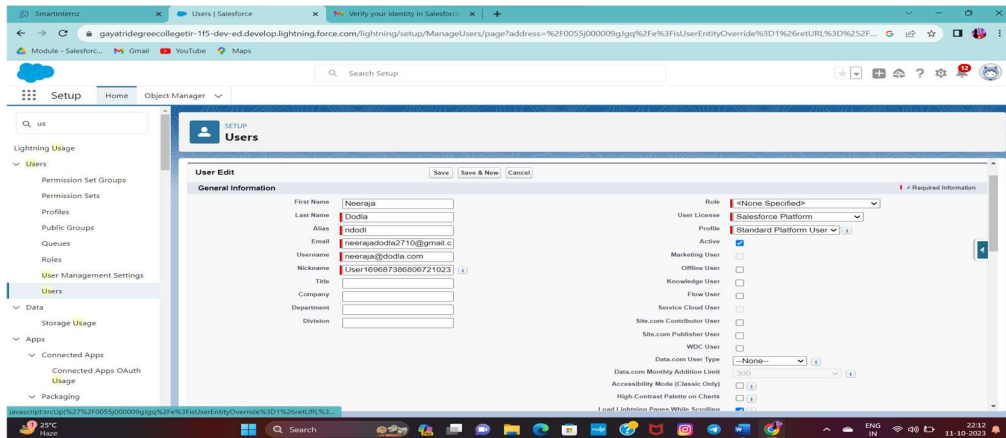 Smartinternz
Users | Salesforce
Verify your identity in Salesforce
gayatridegreecollegetir-1f5-dev-ed.develop.lightning.force.com/lightning/setup/ManageUsers/page?address=%2F0055j000009gJgq%2Fe%3FisUserEntityOverride%3D1%26retURL%3D%252F...
Module - Salesforc...
Gmail
YouTube
Maps
Search Setup
12
Setup
Home
Object Manager
us
SETUP
Users
Lightning Usage
Users
Permission Set Groups
Permission Sets
Profiles
Public Groups
Queues
Roles
User Management Settings
Users
Data
Storage Usage
Apps
Connected Apps
Connected Apps OAuth
Usage
Packaging
User Edit
Save
Save & New
Cancel
General Information
= Required Information
First Name Neeraja
Last Name Dodla
Alias ndodl
Email neerajadodla2710@gmail.c
Username neeraja@dodla.com
Nickname User169687386806721023
Title
Company
Department
Division
Role <None Specified>
User License Salesforce Platform
Profile Standard Platform User
Active
Marketing User
Offline User
Knowledge User
Flow User
Service Cloud User
Site.com Contributor User
Site.com Publisher User
WDC User
Data.com User Type --None--
Data.com Monthly Addition Limit 300
Accessibility Mode (Classic Only)
High-Contrast Palette on Charts
Load Lightning Pages While Scrolling
javascript:srcUp(%27%2F0055j000009gJgq%2Fe%3FisUserEntityOverride%3D1%26retURL%3...
25°C
Haze
Search
ENG
IN
22:12
11-10-2023